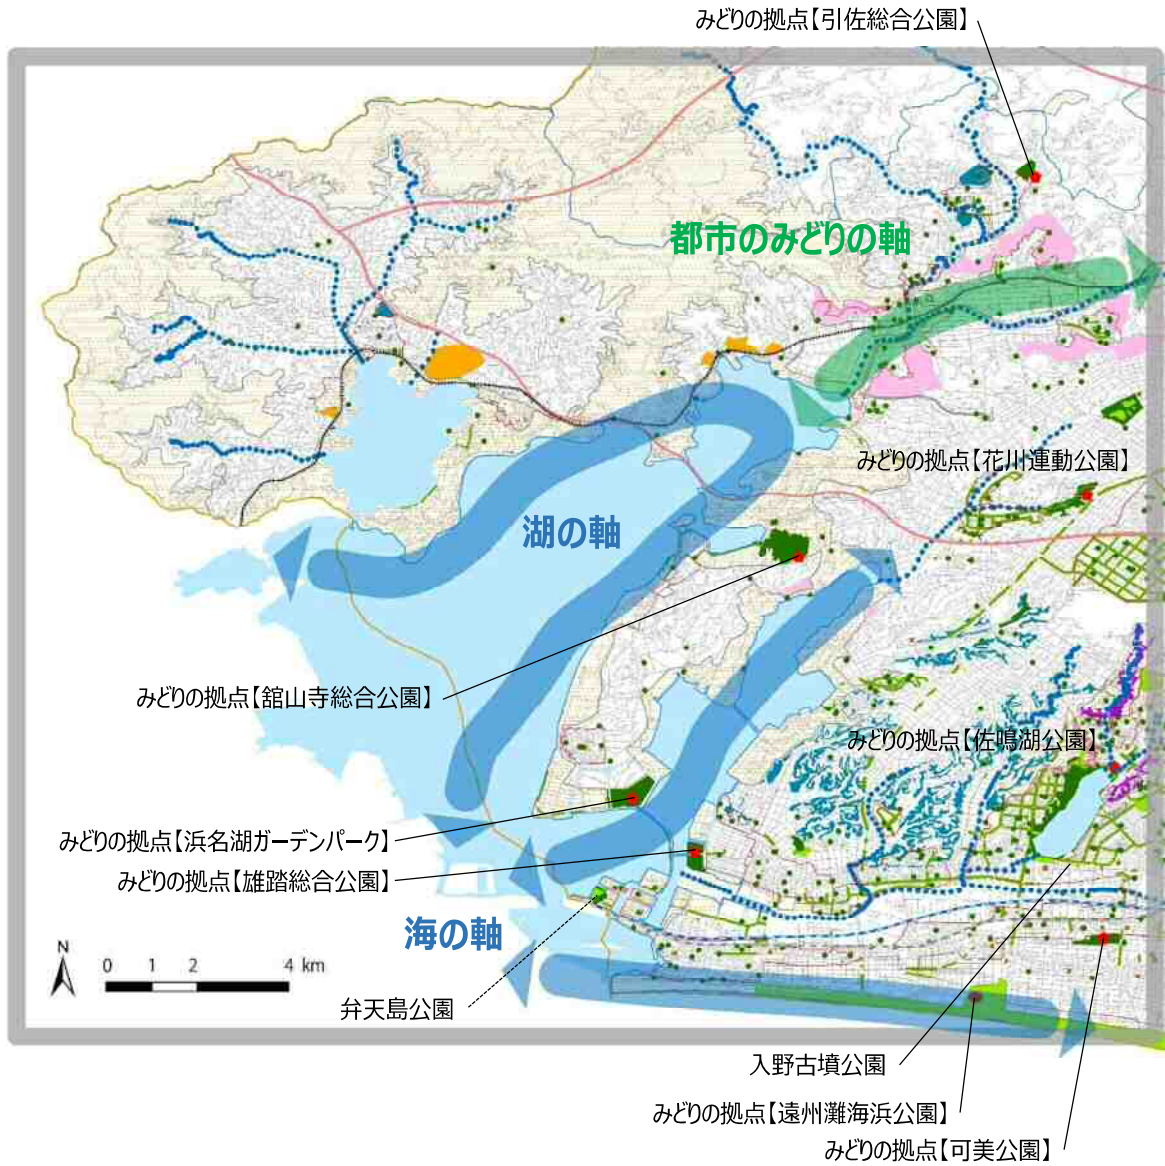 みどりの拠点【引佐総合公園】
都市のみどりの軸
みどりの拠点【花川運動公園】
湖の軸
みどりの拠点【舘山寺総合公園】
みどりの拠点【佐鳴湖公園】
みどりの拠点【浜名湖ガーデンパーク】
みどりの拠点【雄踏総合公園】
海の軸
N
0 1 2 4 km
弁天島公園
入野古墳公園
みどりの拠点【遠州灘海浜公園】
みどりの拠点【可美公園】